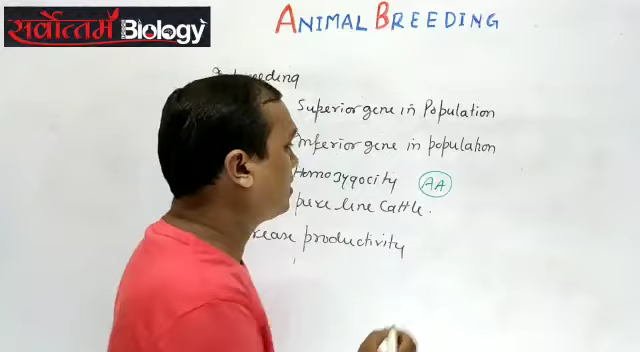 सर्वोत्तम Biology
ANIMAL BREEDING
Superior gene in Population
Inferior gene in population
Homozygocity AA
pure line Cattle.
productivity